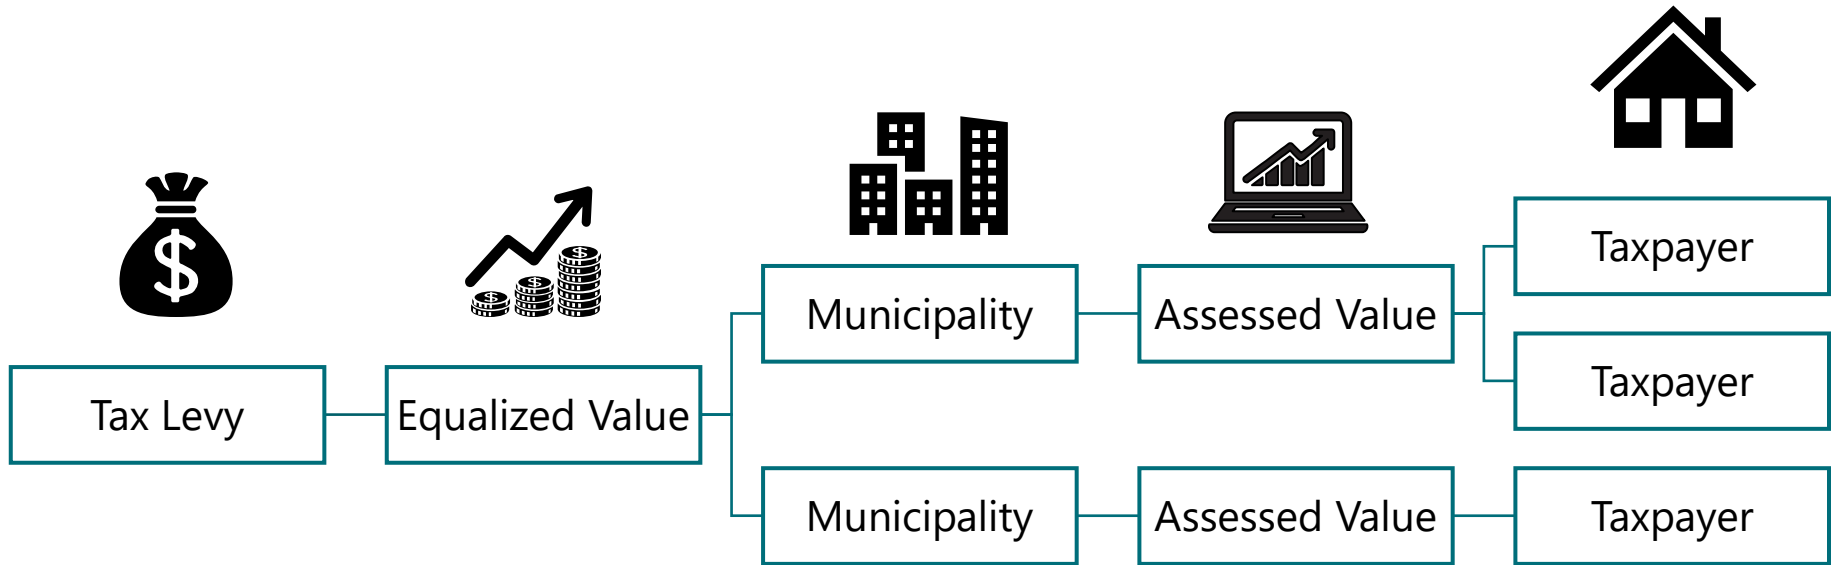 Tax Levy
Equalized Value
Municipality
Assessed Value
Taxpayer
Taxpayer
Municipality
Assessed Value
Taxpayer
$
$
$
$